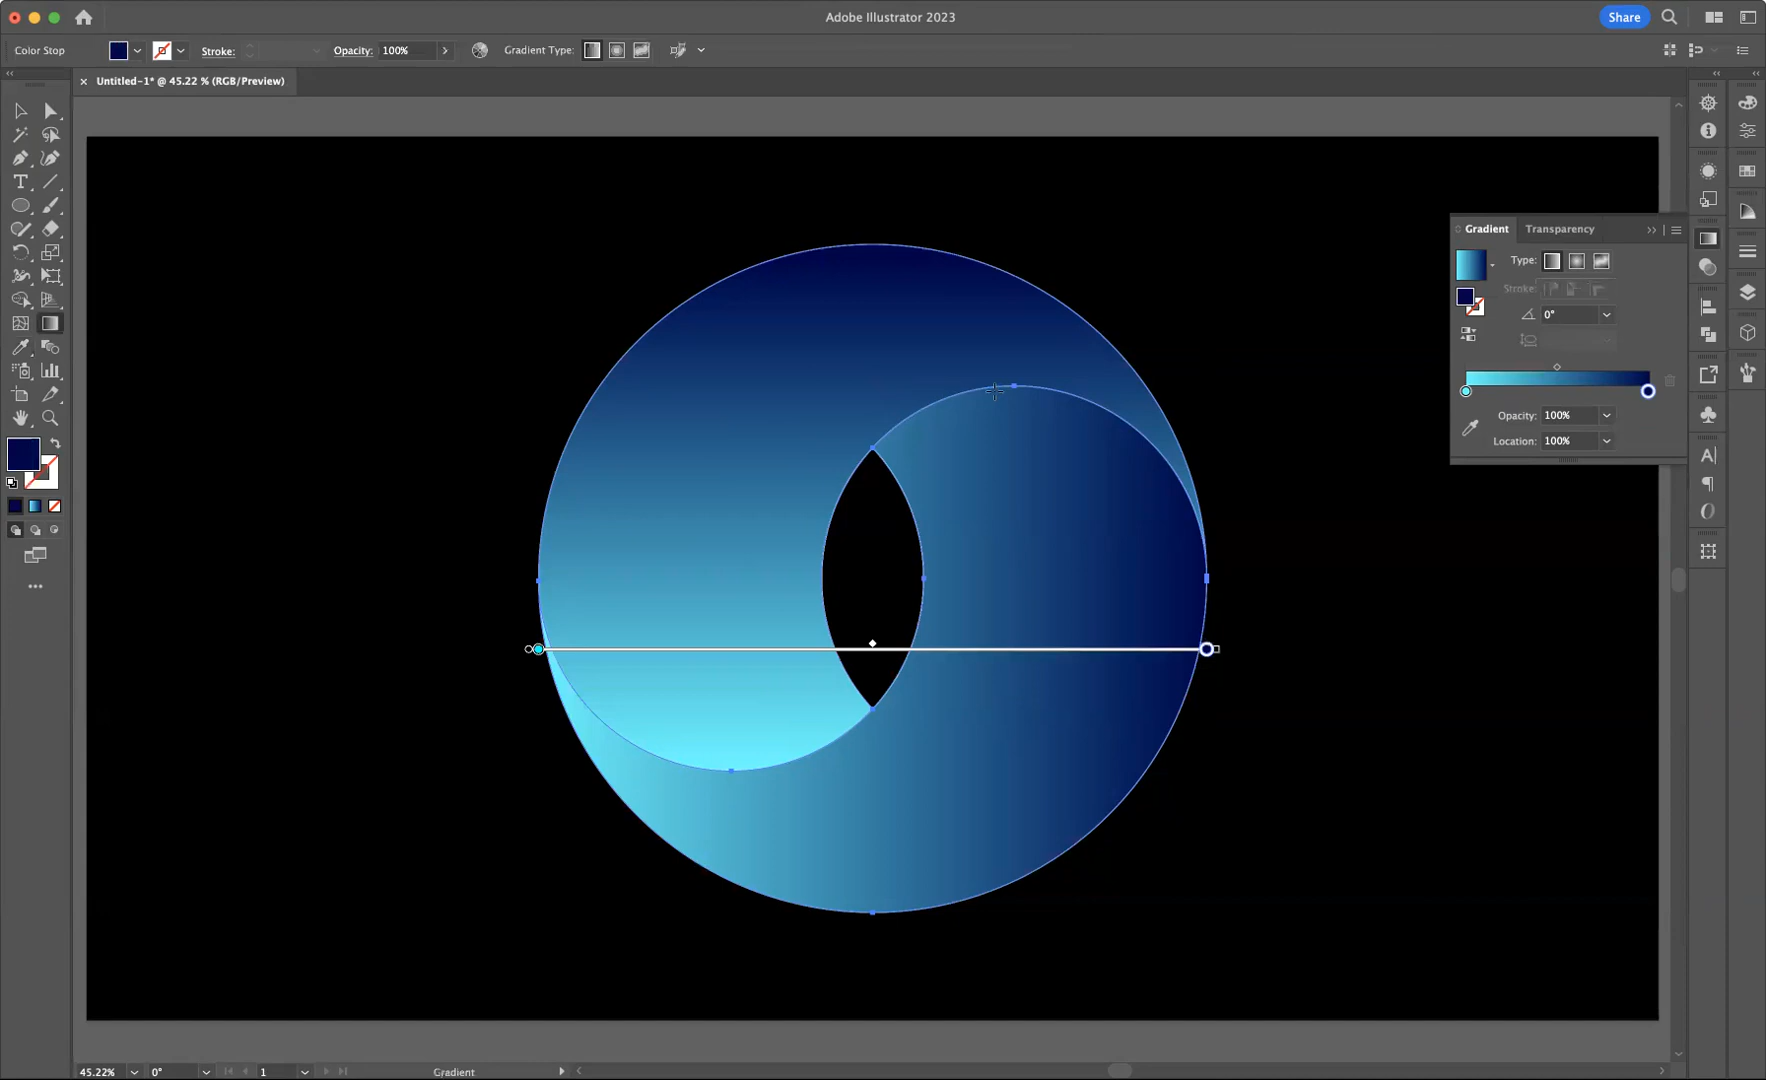 Adobe Illustrator 2023
Share
Color Stop
Stroke:
Opacity: 100%
Gradient Type:
Untitled-1* @ 45.22 % (RGB/Preview)
Gradient
Transparency
Type:
Stroke:
0°
Opacity: 100%
Location: 100%
45.22%
0°
1
Gradient